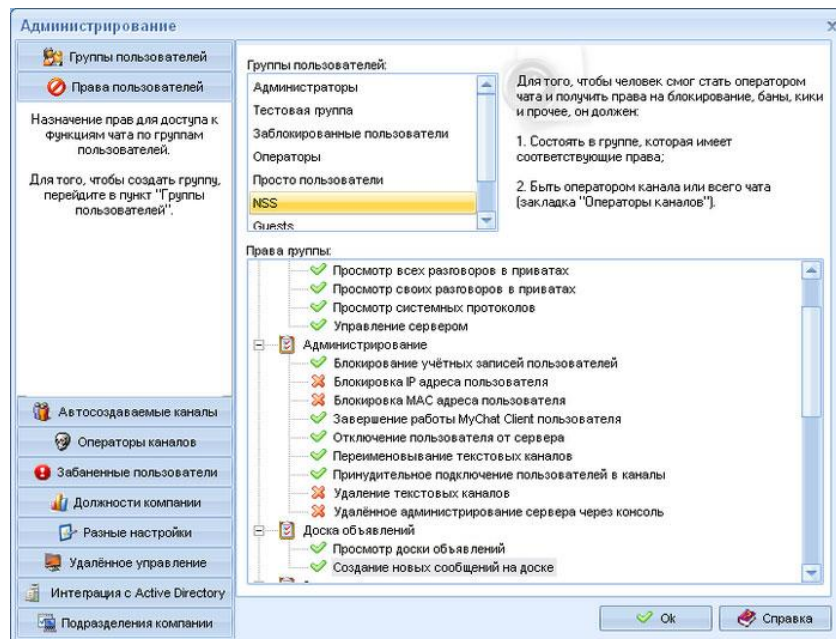 Администрирование
Группы пользователей
Права пользователей
Назначение прав для доступа к
функциям чата по группам
пользователей.
Для того, чтобы создать группу,
перейдите в пункт "Группы
пользователей".
Автосоздаваемые каналы
Операторы каналов
Забаненные пользователи
Должности компании
Разные настройки
Удалённое управление
Интеграция с Active Directory
Подразделения компании
Группы пользователей:
Администраторы
Тестовая группа
Заблокированные пользователи
Операторы
Просто пользователи
NSS
Guests
Для того, чтобы человек смог стать оператором
чата и получить права на блокирование, баны, кики
и прочее, он должен:
1. Состоять в группе, которая имеет
соответствующие права;
2. Быть оператором канала или всего чата
(закладка "Операторы каналов").
Права группы:
Просмотр всех разговоров в приватах
Просмотр своих разговоров в приватах
Просмотр системных протоколов
Управление сервером
Администрирование
Блокирование учётных записей пользователей
Блокировка IP адреса пользователя
Блокировка MAC адреса пользователя
Завершение работы MyChat Client пользователя
Отключение пользователя от сервера
Переименовывание текстовых каналов
Принудительное подключение пользователей в каналы
Удаление текстовых каналов
Удалённое администрирование сервера через консоль
Доска объявлений
Просмотр доски объявлений
Создание новых сообщений на доске
Ok
Справка